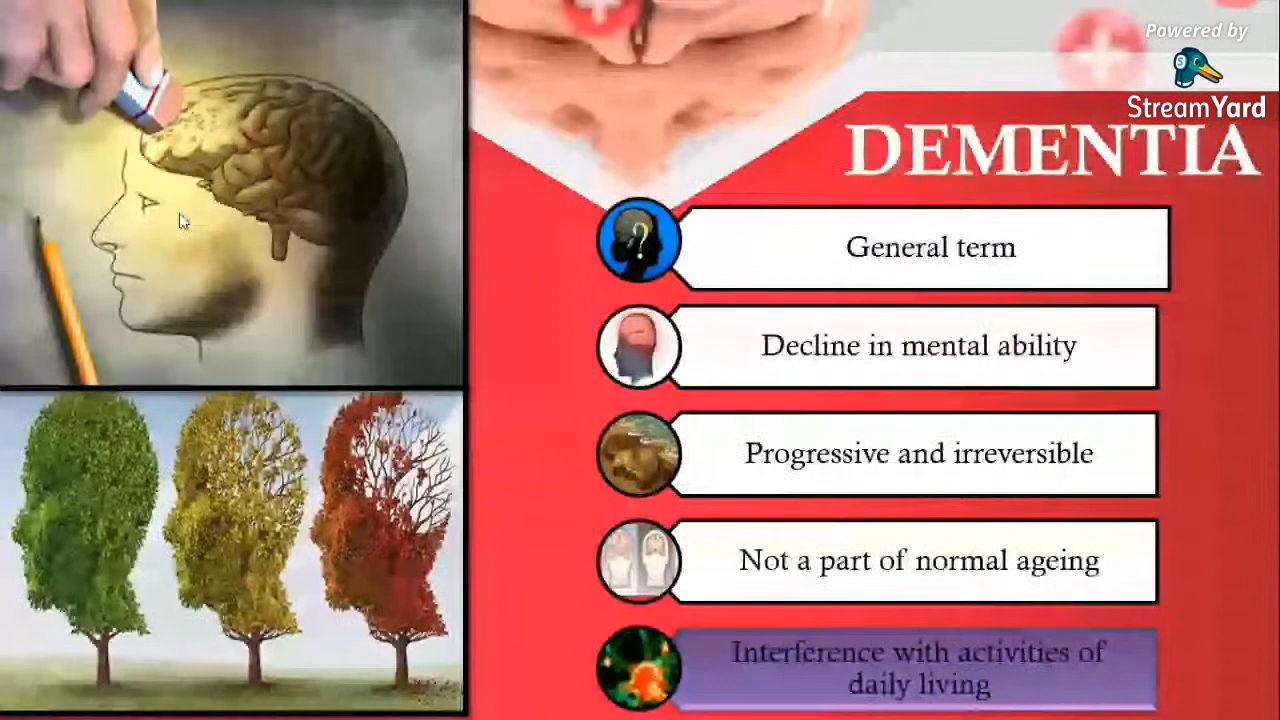 Powered by
StreamYard
DEMENTIA
General term
Decline in mental ability
Progressive and irreversible
Not a part of normal ageing
Interference with activities of
daily living